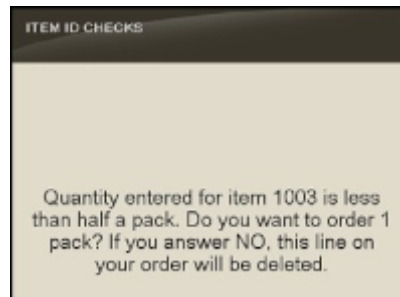 ITEM ID CHECKS
Quantity entered for item 1003 is less
than half a pack. Do you want to order 1
pack? If you answer NO, this line on
your order will be deleted.